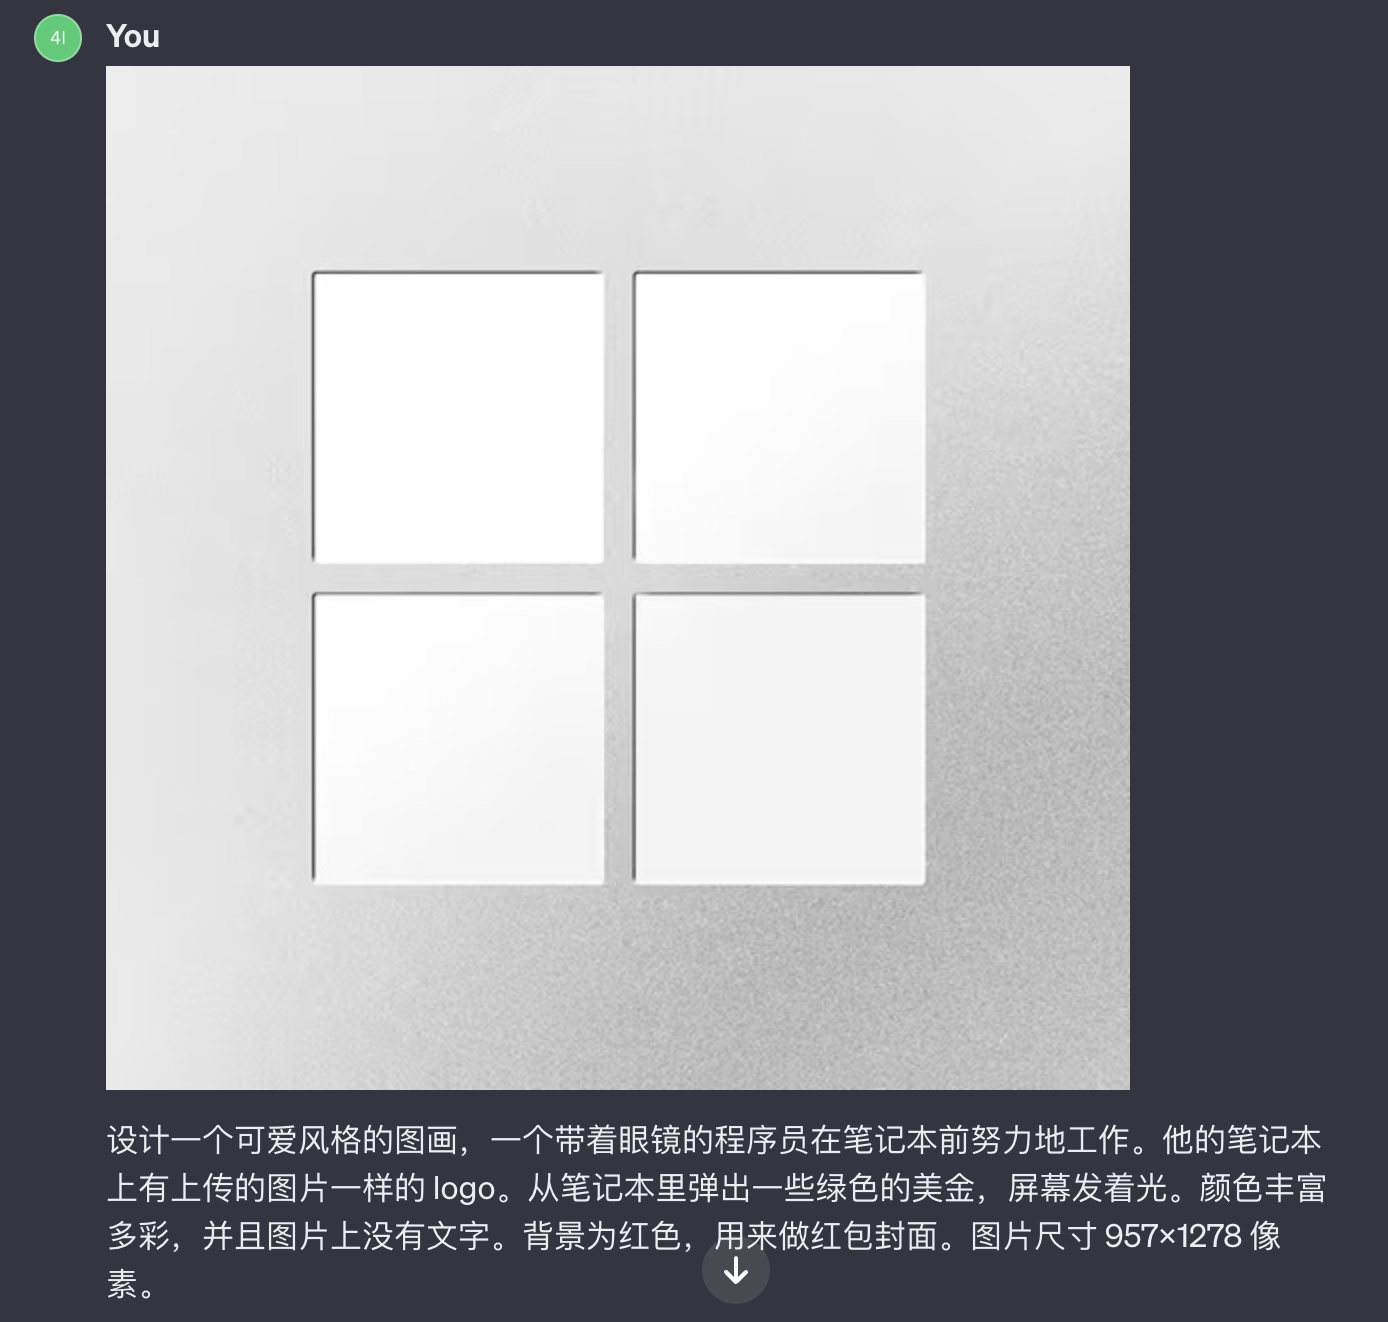 4I
You
设计一个可爱风格的图画，一个带着眼镜的程序员在笔记本前努力地工作。他的笔记本
上有上传的图片一样的 logo。从笔记本里弹出一些绿色的美金，屏幕发着光。颜色丰富
多彩，并且图片上没有文字。背景为红色，用来做红包封面。图片尺寸 957×1278 像
素。